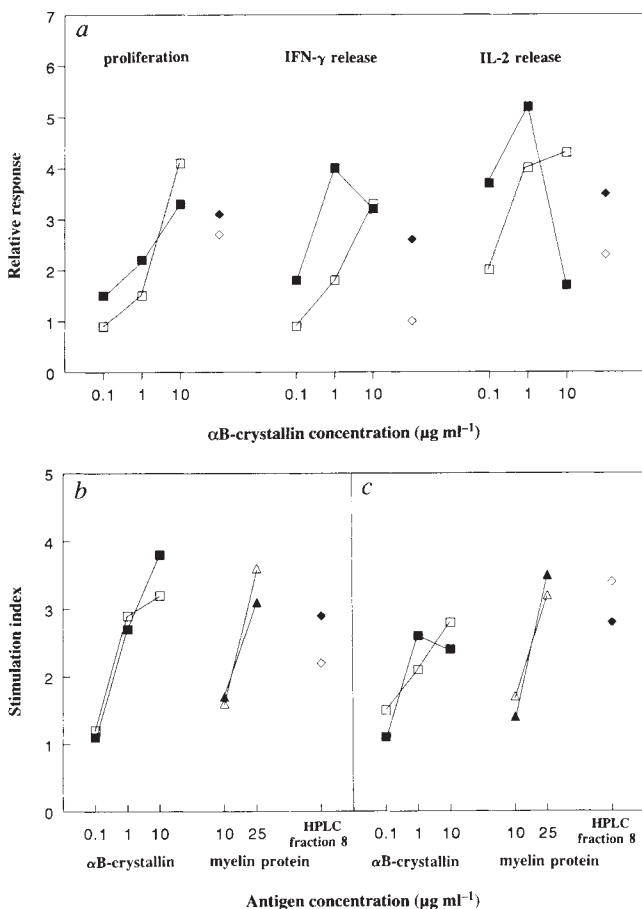 a
proliferation IFN-γ release IL-2 release
7
6
5
4
3
2
1
0
Relative response
0.1 1 10 0.1 1 10 0.1 1 10
αB-crystallin concentration (μg ml⁻¹)
b c
5
4
3
2
1
0
Stimulation index
0.1 1 10 10 25 HPLC fraction 8 0.1 1 10 10 25 HPLC fraction 8
αB-crystallin myelin protein αB-crystallin myelin protein
Antigen concentration (μg ml⁻¹)